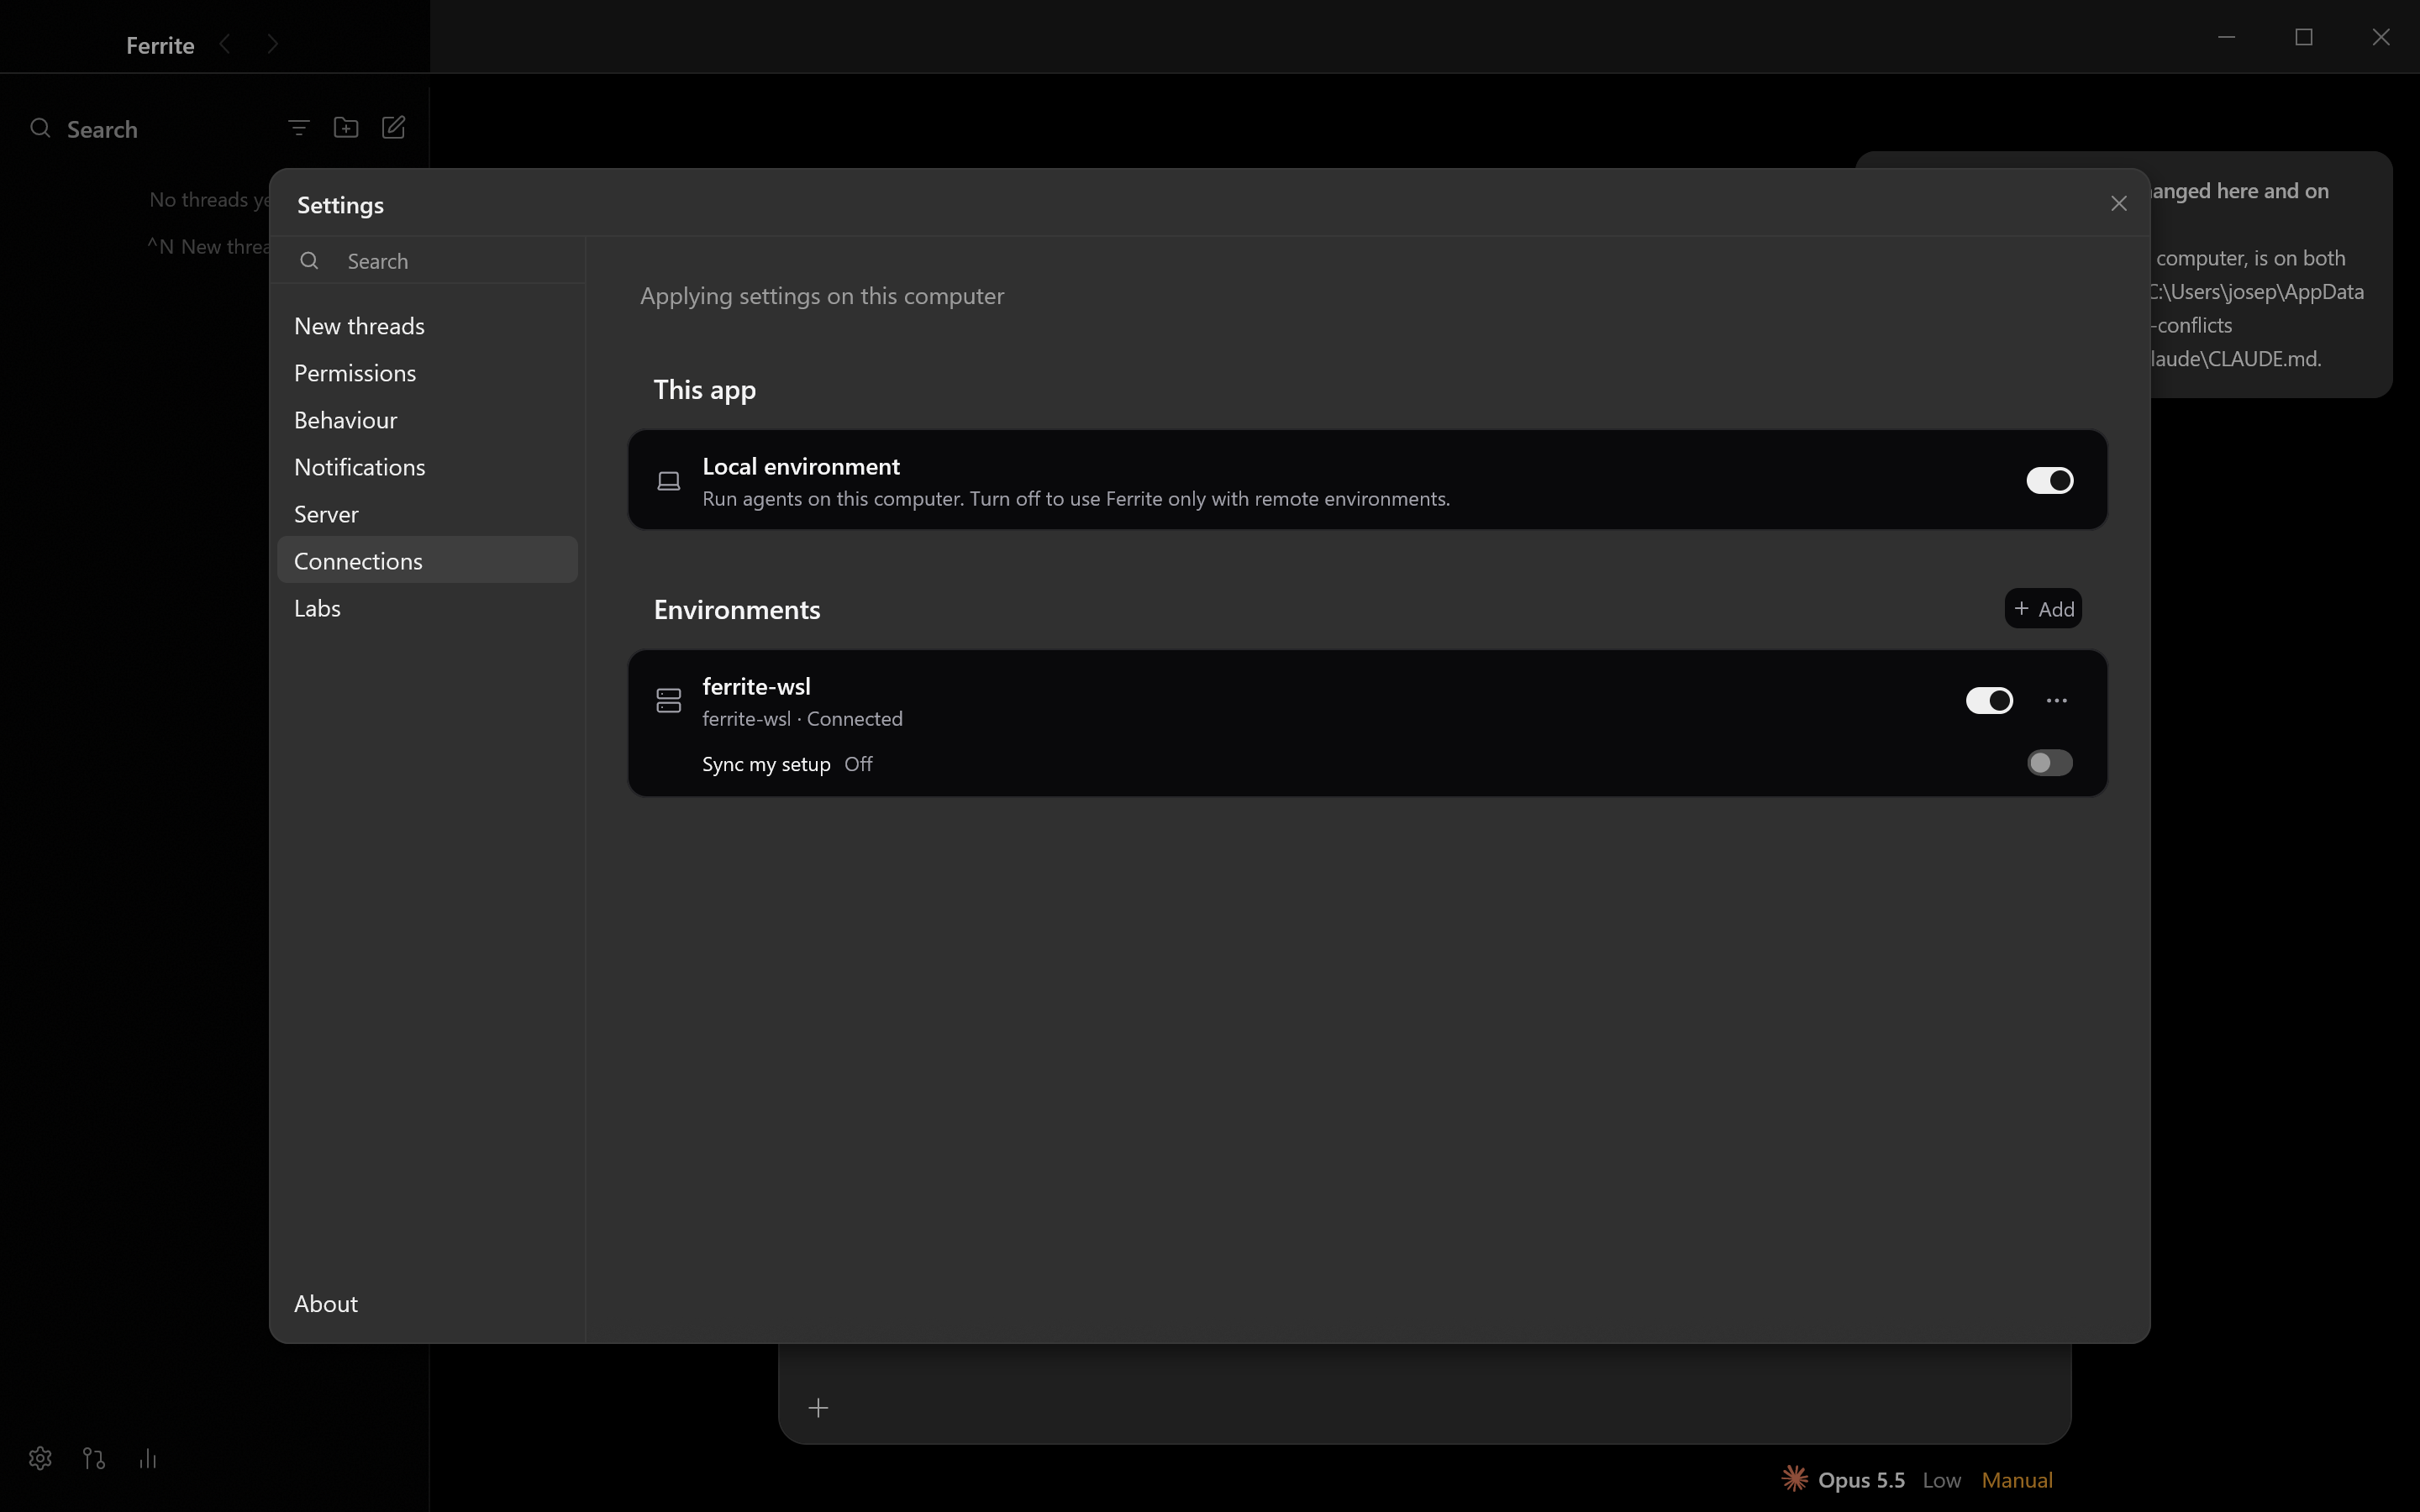 Ferrite
Search
No threads ye
^N New threa
anged here and on
computer, is on both
C:\Users\josep\AppData
-conflicts
laude\CLAUDE.md.
Settings
Search
New threads
Permissions
Behaviour
Notifications
Server
Connections
Labs
About
Applying settings on this computer
This app
Local environment
Run agents on this computer. Turn off to use Ferrite only with remote environments.
Environments
+ Add
ferrite-wsl
ferrite-wsl · Connected
Sync my setup Off
Opus 5.5 Low Manual